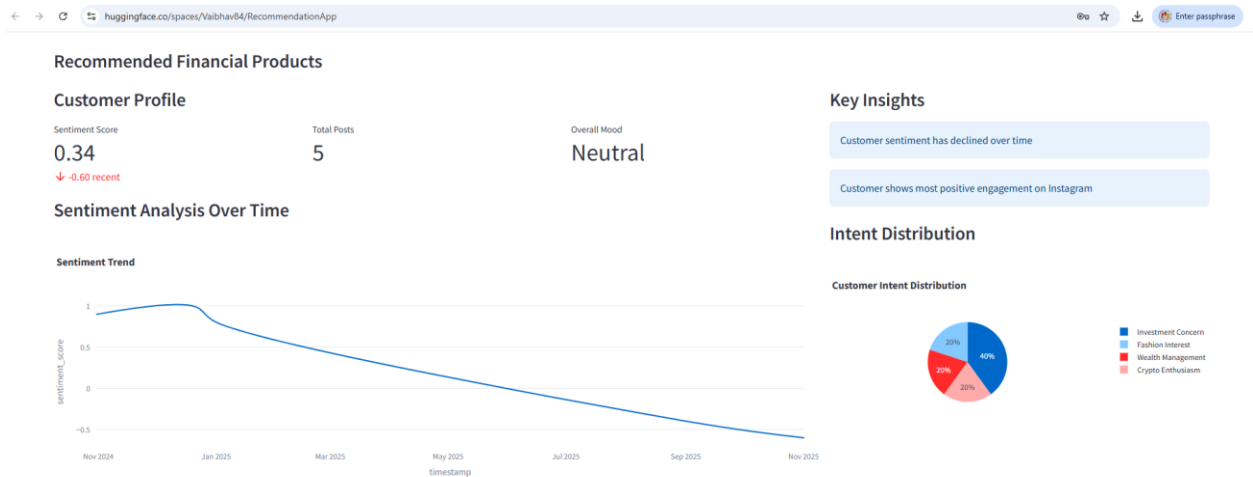 huggingface.co/spaces/Vaibhav84/RecommendationApp
Enter passphrase
Recommended Financial Products
Customer Profile
Sentiment Score
0.34
-0.60 recent
Total Posts
5
Overall Mood
Neutral
Sentiment Analysis Over Time
Sentiment Trend
1
0.5
0
−0.5
sentiment_score
Nov 2024
Jan 2025
Mar 2025
May 2025
Jul 2025
Sep 2025
Nov 2025
timestamp
Key Insights
Customer sentiment has declined over time
Customer shows most positive engagement on Instagram
Intent Distribution
Customer Intent Distribution
20%
40%
20%
20%
Investment Concern
Fashion Interest
Wealth Management
Crypto Enthusiasm